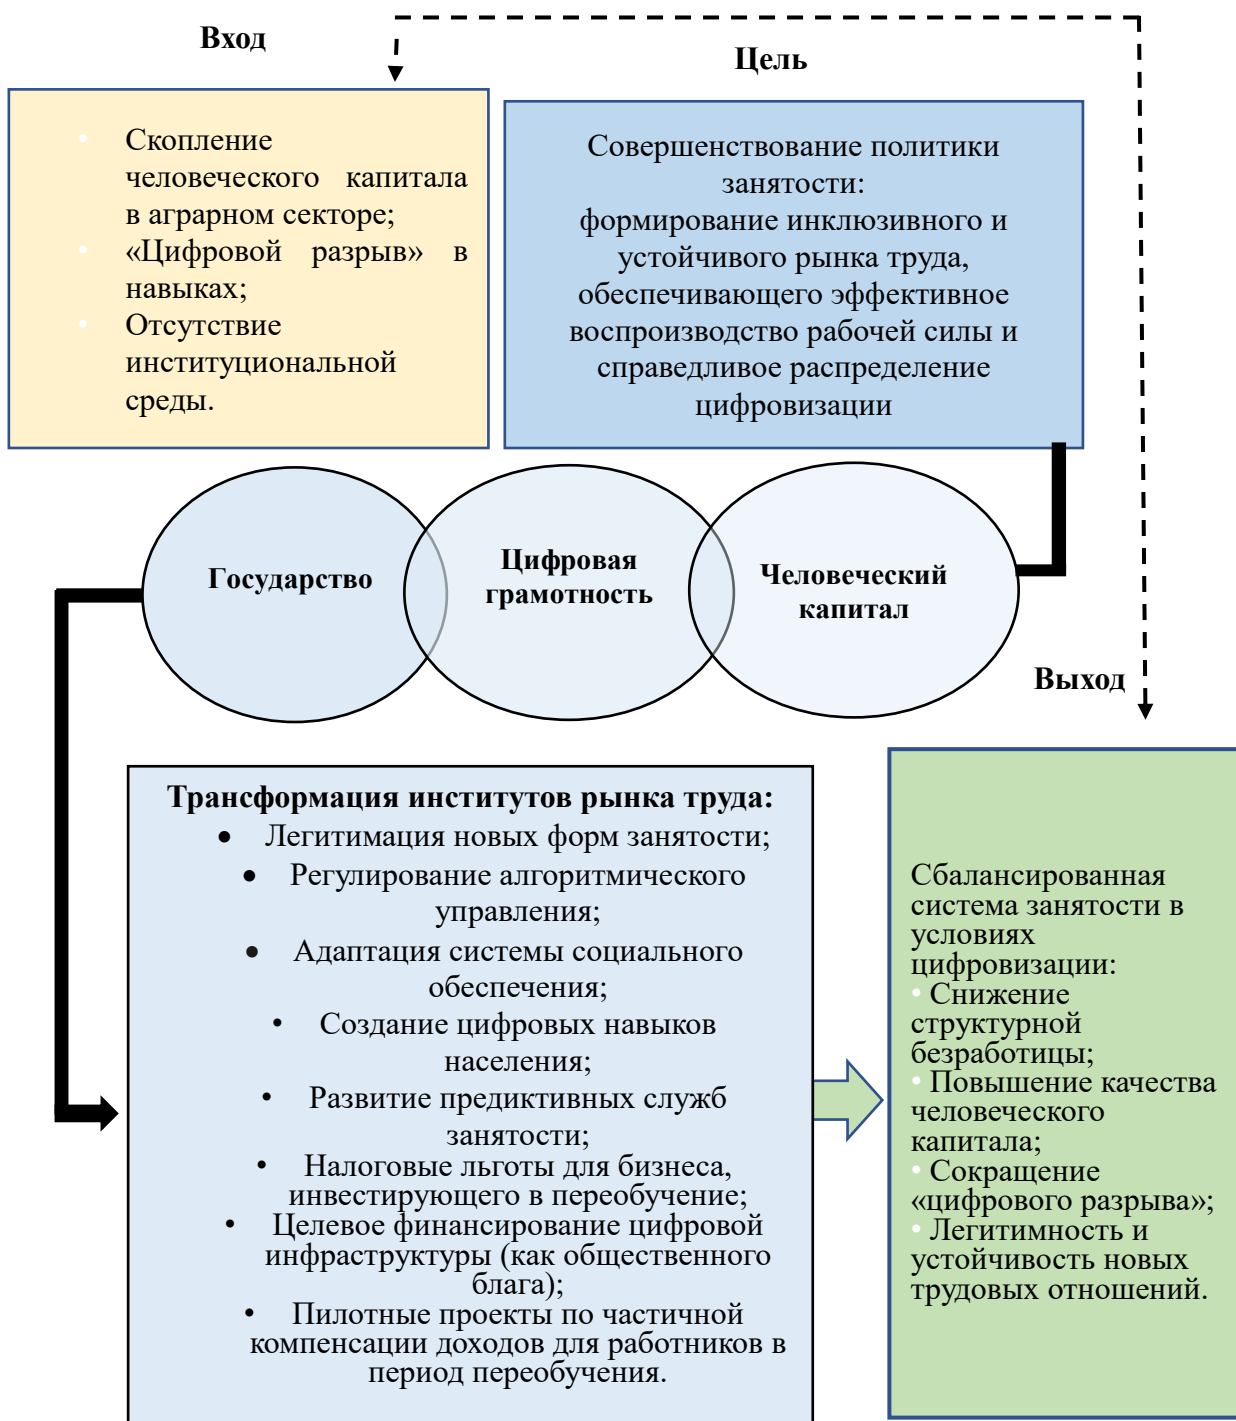 Вход
Цель
• Скопление
человеческого капитала
в аграрном секторе;
• «Цифровой разрыв» в
навыках;
• Отсутствие
институциональной
среды.
Совершенствование политики
занятости:
формирование инклюзивного и
устойчивого рынка труда,
обеспечивающего эффективное
воспроизводство рабочей силы и
справедливое распределение
цифровизации
Государство
Цифровая
грамотность
Человеческий
капитал
Выход
Трансформация институтов рынка труда:
• Легитимация новых форм занятости;
• Регулирование алгоритмического
управления;
• Адаптация системы социального
обеспечения;
• Создание цифровых навыков
населения;
• Развитие предиктивных служб
занятости;
• Налоговые льготы для бизнеса,
инвестирующего в переобучение;
• Целевое финансирование цифровой
инфраструктуры (как общественного
блага);
• Пилотные проекты по частичной
компенсации доходов для работников в
период переобучения.
Сбалансированная
система занятости в
условиях
цифровизации:
• Снижение
структурной
безработицы;
• Повышение качества
человеческого
капитала;
• Сокращение
«цифрового разрыва»;
• Легитимность и
устойчивость новых
трудовых отношений.